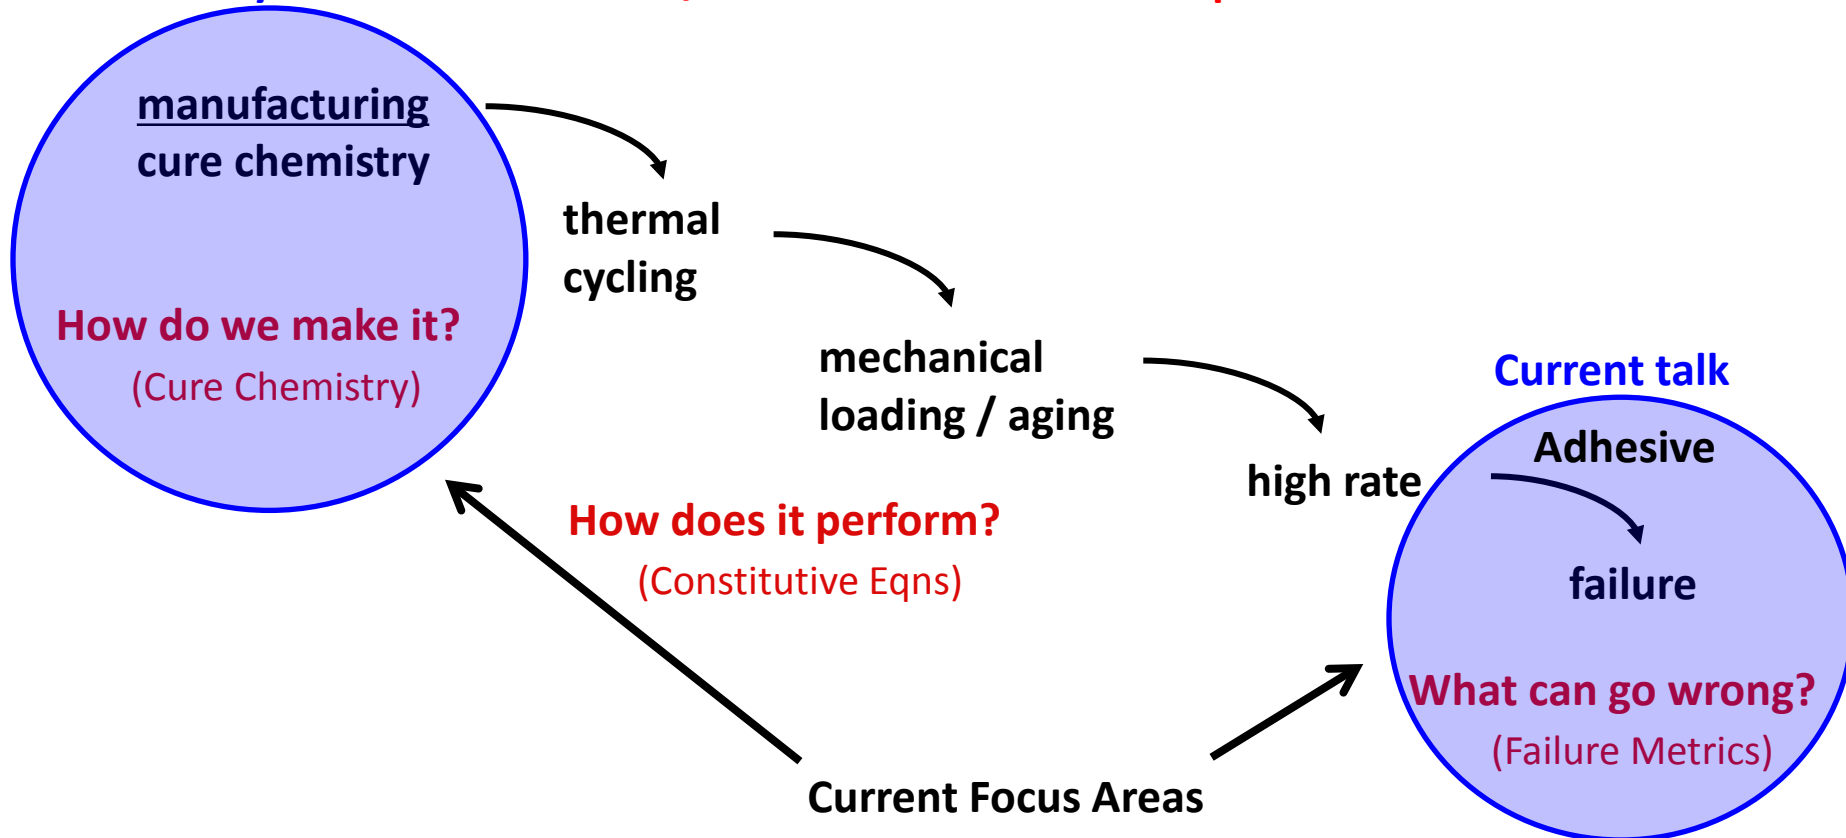 manufacturing
cure chemistry
How do we make it?
(Cure Chemistry)
thermal
cycling
mechanical
loading / aging
high rate
How does it perform?
(Constitutive Eqns)
Current talk
Adhesive
failure
What can go wrong?
(Failure Metrics)
Current Focus Areas